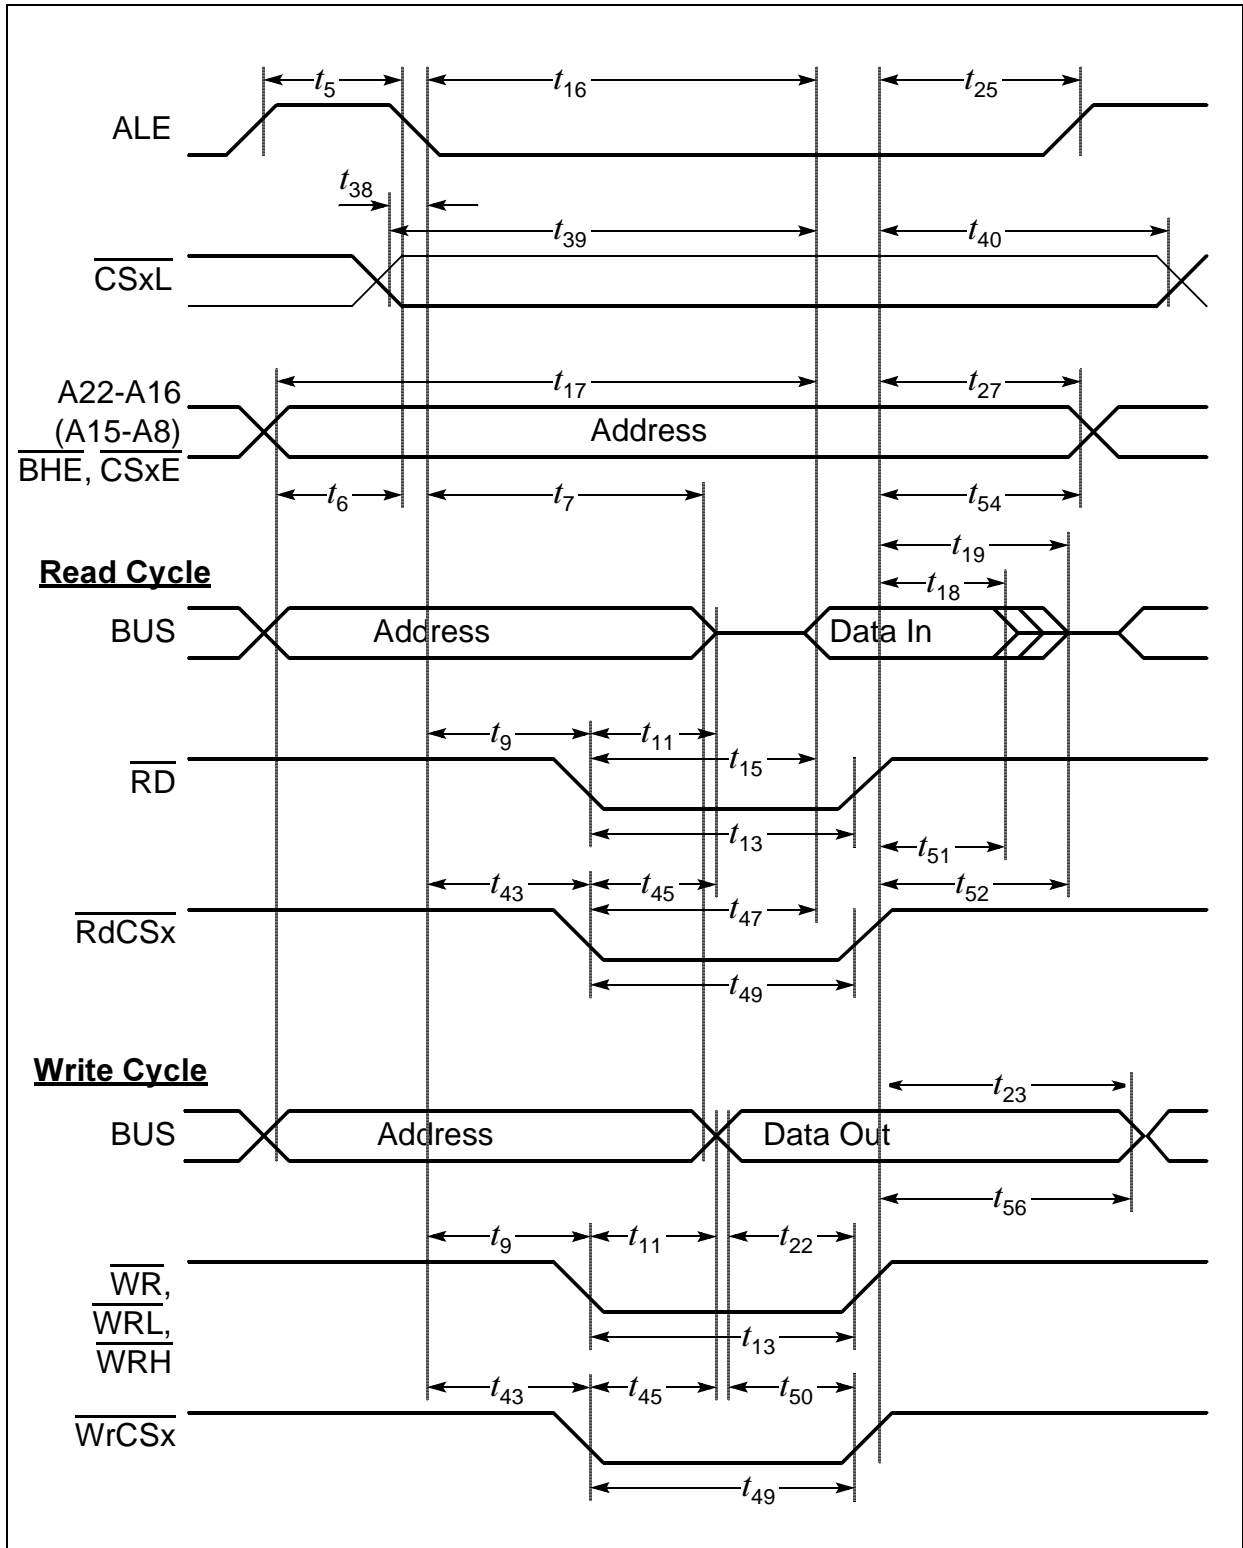 t5 t16 t25
ALE
t38
t39 t40
CSxL
t17 t27
A22-A16
(A15-A8)
BHE, CSxE
Address
t6 t7 t54
t19
Read Cycle
t18
BUS Address Data In
t9 t11
t15
RD
t13
t51
t43 t45 t52
t47
RdCSx
t49
Write Cycle
t23
BUS Address Data Out
t56
t9 t11 t22
WR,
WRL,
t13
WRH
t43 t45 t50
WrCSx
t49